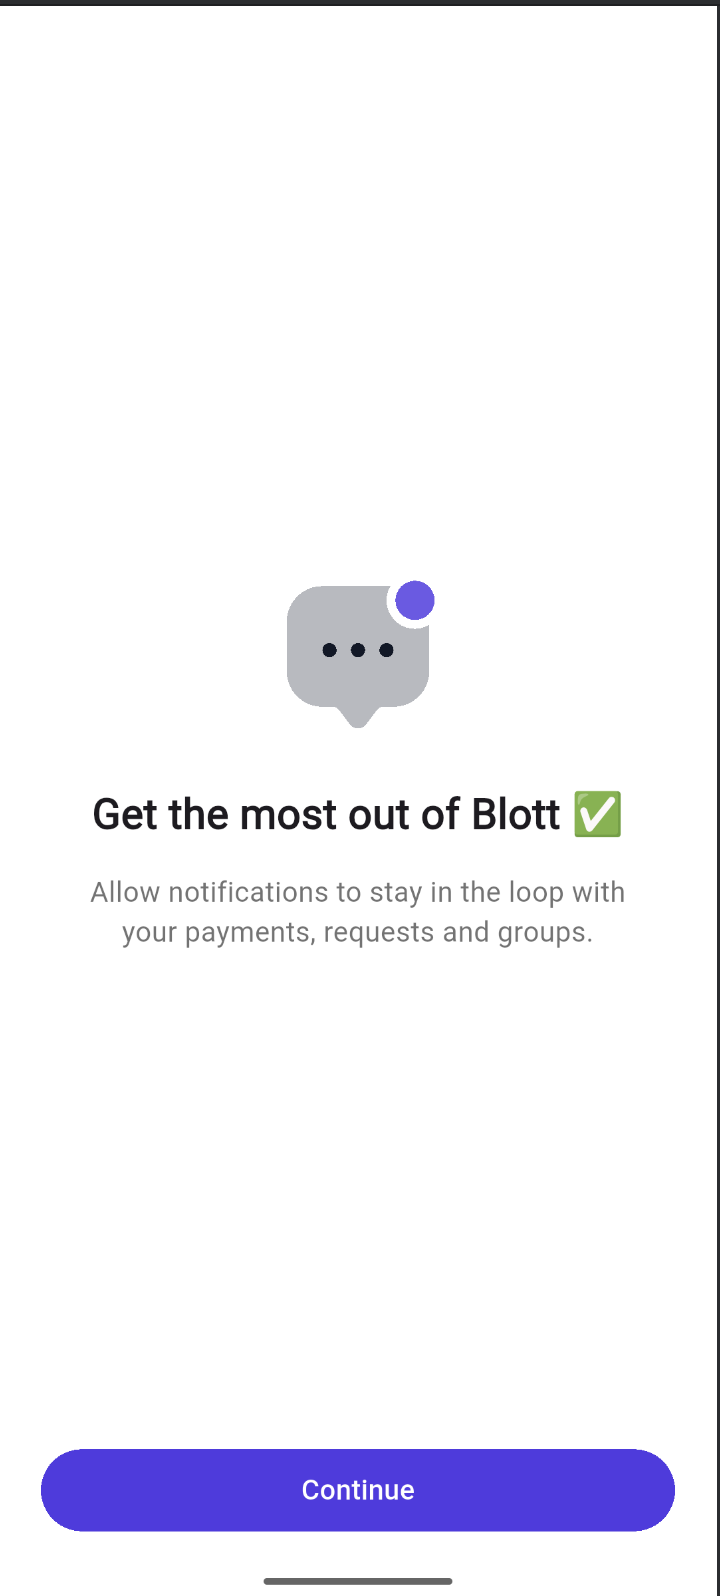 Get the most out of Blott ✅
Allow notifications to stay in the loop with
your payments, requests and groups.
Continue